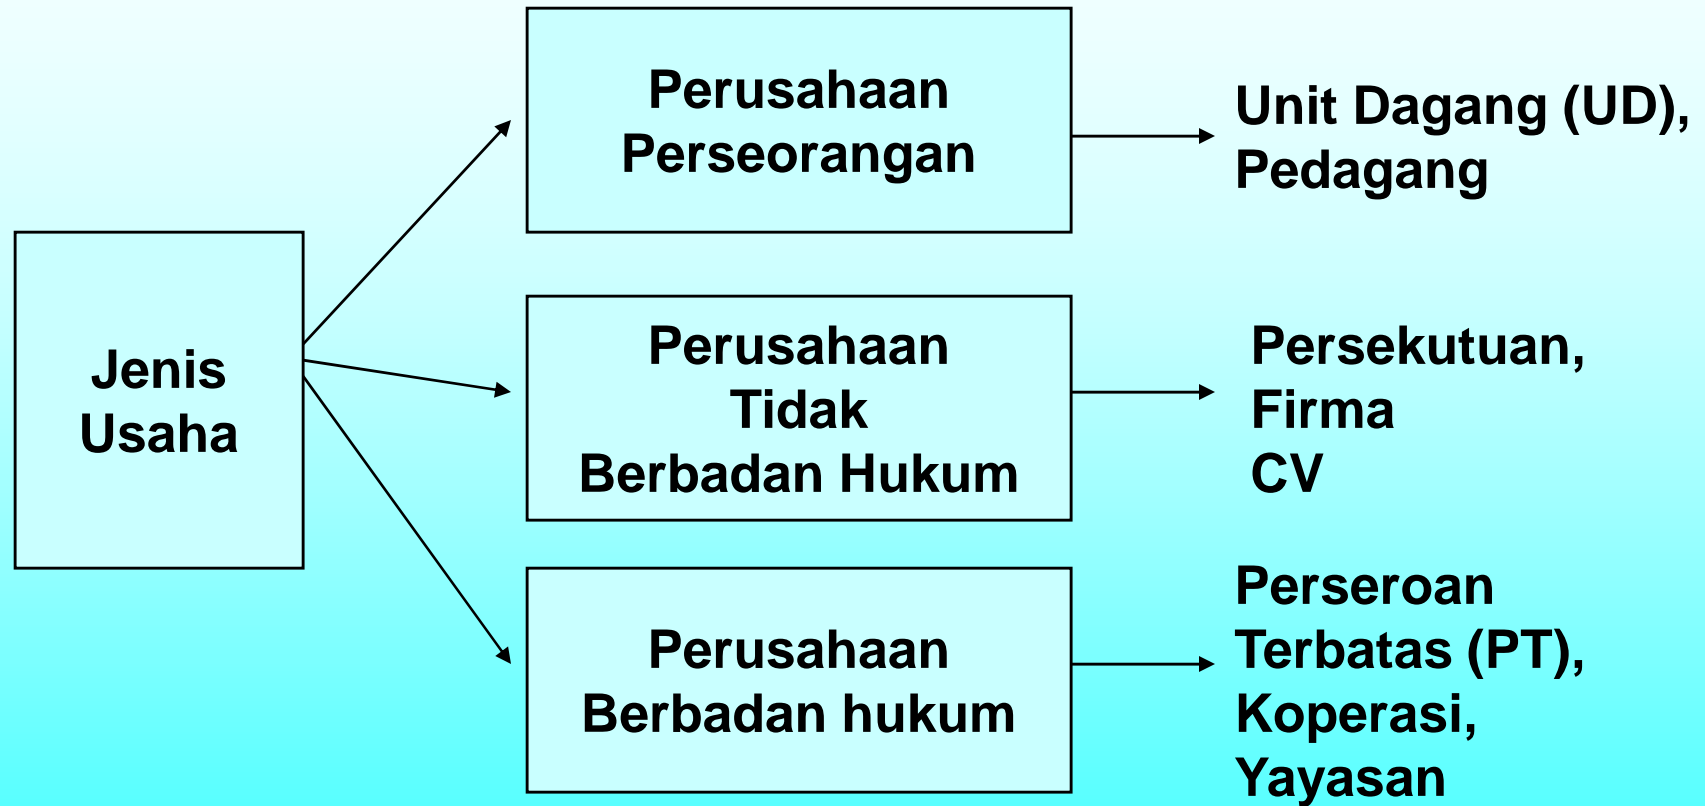 Jenis
Usaha
Perusahaan
Perseorangan
Unit Dagang (UD),
Pedagang
Perusahaan
Tidak
Berbadan Hukum
Persekutuan,
Firma
CV
Perusahaan
Berbadan hukum
Perseroan
Terbatas (PT),
Koperasi,
Yayasan